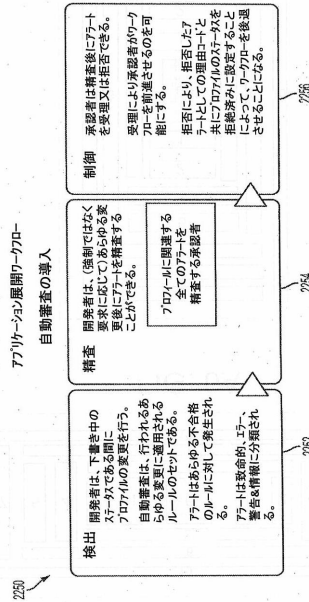 アプリケーション展開ワークフロー
自動審査の導入
2250
検出
開発者は、下書き中の
ステータスである間に
プロファイルの変更を行う。
自動審査は、行われるあ
らゆる変更に適用される
ルールのセットである。
アラートはあらゆる不合格
のルールに対して発生され
る。
アラートは致命的、エラー、
警告&情報に分類され
る。
2252
精査
開発者は、(強制ではなく
要求に応じて)あらゆる変
更後にアラートを精査する
ことができる。
プロフィールに関連する
全てのアラートを
精査する承認者
2254
制御
承認者は精査後にアラート
を受理又は拒否できる。
受理により承認者がワーク
フローを前進させるのを可
能にする。
拒否により、拒否したア
ラートとしての理由コードと
共にプロファイルのステータスを
拒絶済みに設定すること
によって、ワークフローを後退
させることになる。
2256